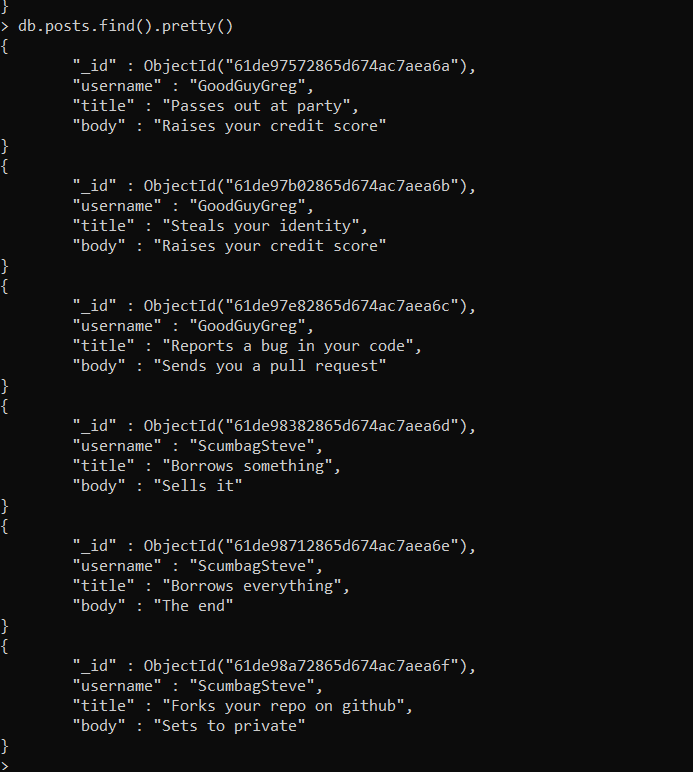 }
> db.posts.find().pretty()
{
        "_id" : ObjectId("61de97572865d674ac7aea6a"),
        "username" : "GoodGuyGreg",
        "title" : "Passes out at party",
        "body" : "Raises your credit score"
}
{
        "_id" : ObjectId("61de97b02865d674ac7aea6b"),
        "username" : "GoodGuyGreg",
        "title" : "Steals your identity",
        "body" : "Raises your credit score"
}
{
        "_id" : ObjectId("61de97e82865d674ac7aea6c"),
        "username" : "GoodGuyGreg",
        "title" : "Reports a bug in your code",
        "body" : "Sends you a pull request"
}
{
        "_id" : ObjectId("61de98382865d674ac7aea6d"),
        "username" : "ScumbagSteve",
        "title" : "Borrows something",
        "body" : "Sells it"
}
{
        "_id" : ObjectId("61de98712865d674ac7aea6e"),
        "username" : "ScumbagSteve",
        "title" : "Borrows everything",
        "body" : "The end"
}
{
        "_id" : ObjectId("61de98a72865d674ac7aea6f"),
        "username" : "ScumbagSteve",
        "title" : "Forks your repo on github",
        "body" : "Sets to private"
}
>